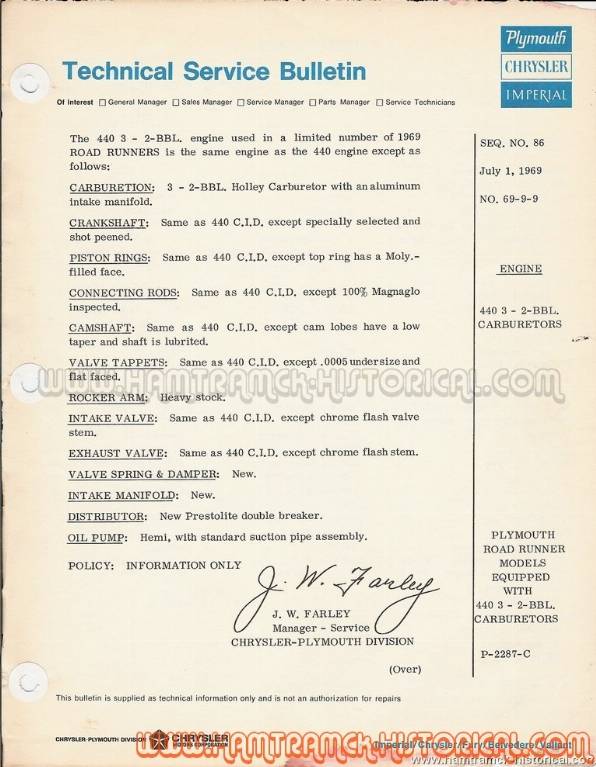 Plymouth
CHRYSLER
IMPERIAL
Technical Service Bulletin
Of interest General Manager Sales Manager Service Manager Parts Manager Service Technicians
The 440 3 - 2-BBL. engine used in a limited number of 1969
ROAD RUNNERS is the same engine as the 440 engine except as
follows:
CARBURETION: 3 - 2-BBL. Holley Carburetor with an aluminum
intake manifold.
CRANKSHAFT: Same as 440 C.I.D. except specially selected and
shot peened.
PISTON RINGS: Same as 440 C.I.D. except top ring has a Moly.-
filled face.
CONNECTING RODS: Same as 440 C.I.D. except 100% Magnaglo
inspected.
CAMSHAFT: Same as 440 C.I.D. except cam lobes have a low
taper and shaft is lubrited.
VALVE TAPPETS: Same as 440 C.I.D. except .0005 undersize and
flat faced.
ROCKER ARM: Heavy stock.
INTAKE VALVE: Same as 440 C.I.D. except chrome flash valve
stem.
EXHAUST VALVE: Same as 440 C.I.D. except chrome flash stem.
VALVE SPRING & DAMPER: New.
INTAKE MANIFOLD: New.
DISTRIBUTOR: New Prestolite double breaker.
OIL PUMP: Hemi, with standard suction pipe assembly.
POLICY: INFORMATION ONLY
J. W. Farley
J. W. FARLEY
Manager - Service
CHRYSLER-PLYMOUTH DIVISION
(Over)
SEQ. NO. 86
July 1, 1969
NO. 69-9-9
ENGINE
440 3 - 2-BBL.
CARBURETORS
PLYMOUTH
ROAD RUNNER
MODELS
EQUIPPED
WITH
440 3 - 2-BBL.
CARBURETORS
P-2287-C
WWW.HAMTRAMCK-HISTORICAL.COM
This bulletin is supplied as technical information only and is not an authorization for repairs
CHRYSLER-PLYMOUTH DIVISION CHRYSLER
MOTORS CORPORATION
Imperial/Chrysler/Fury/Belvedere/Valiant
WWW.HAMTRAMCK-HISTORICAL.COM
www.hamtramck-historical.com